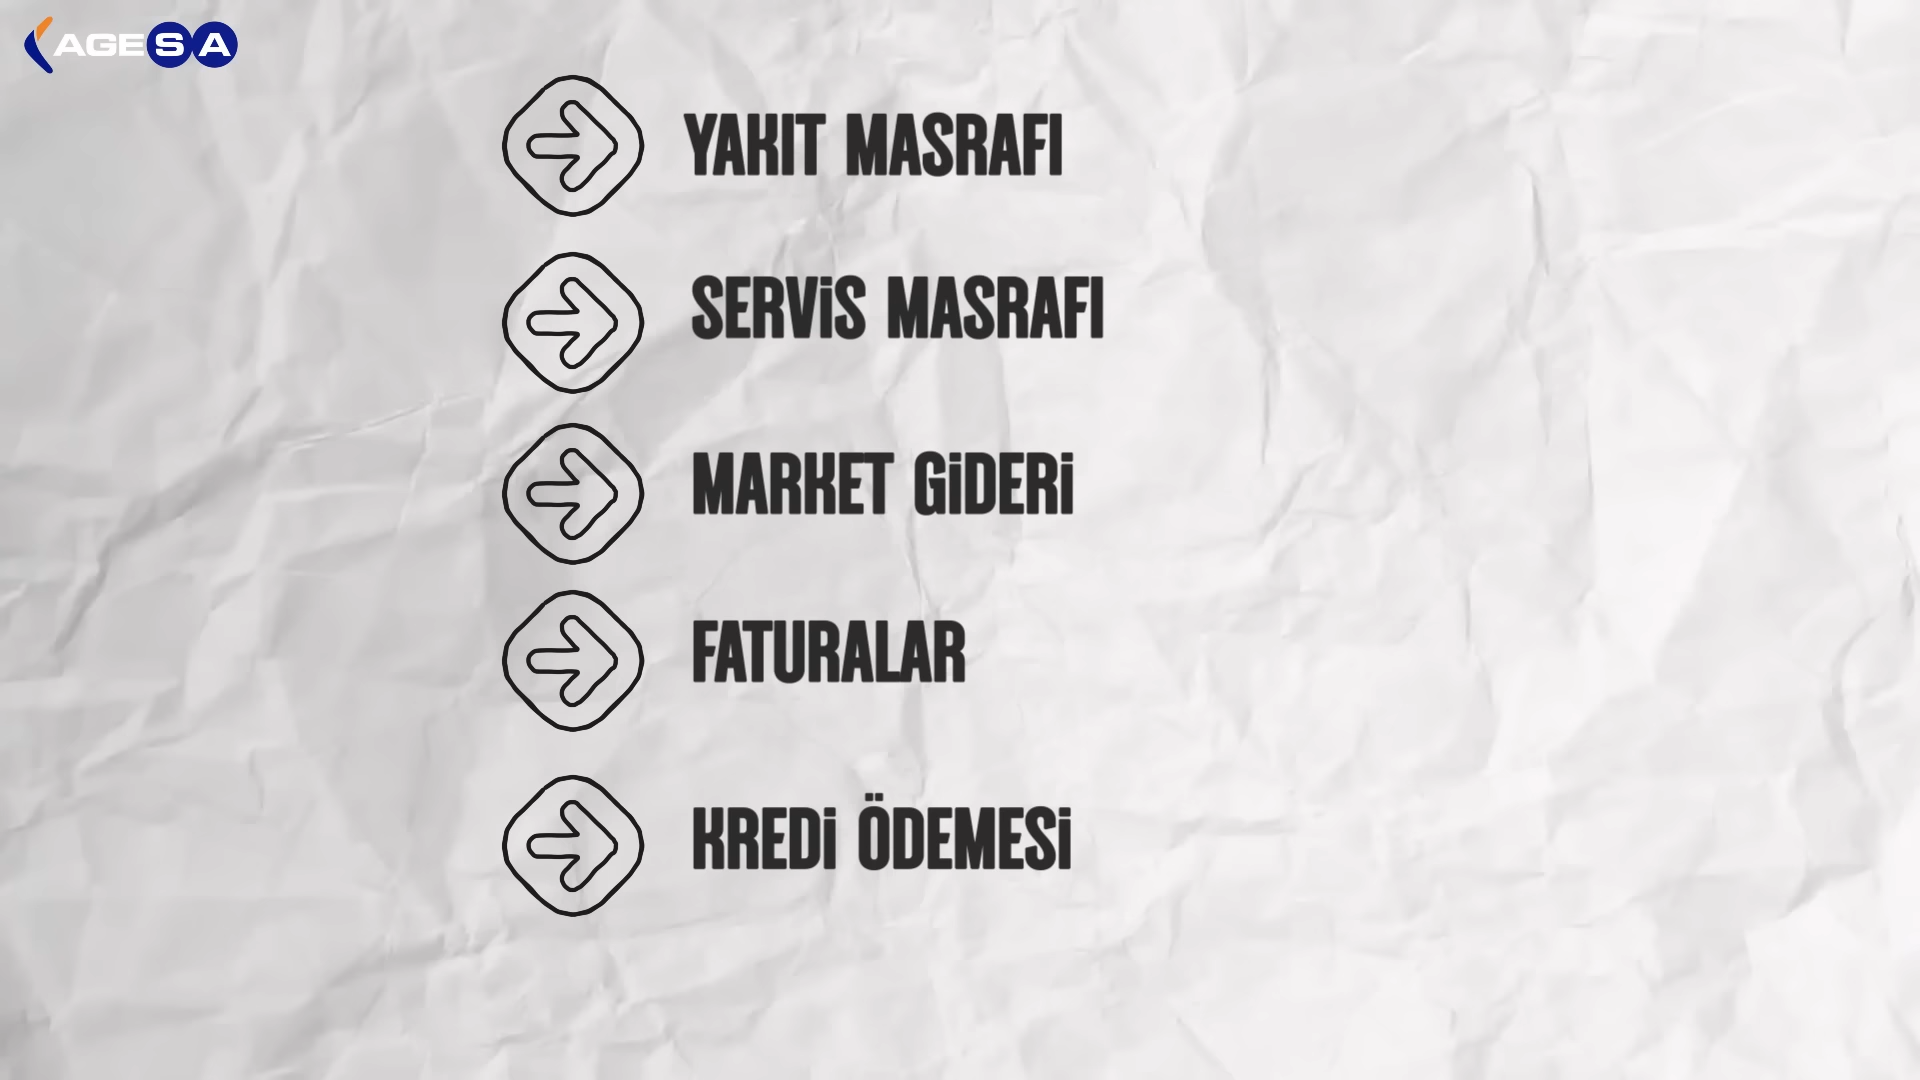 AGESA
YAKIT MASRAFI
SERVİS MASRAFI
MARKET GİDERİ
FATURALAR
KREDİ ÖDEMESİ